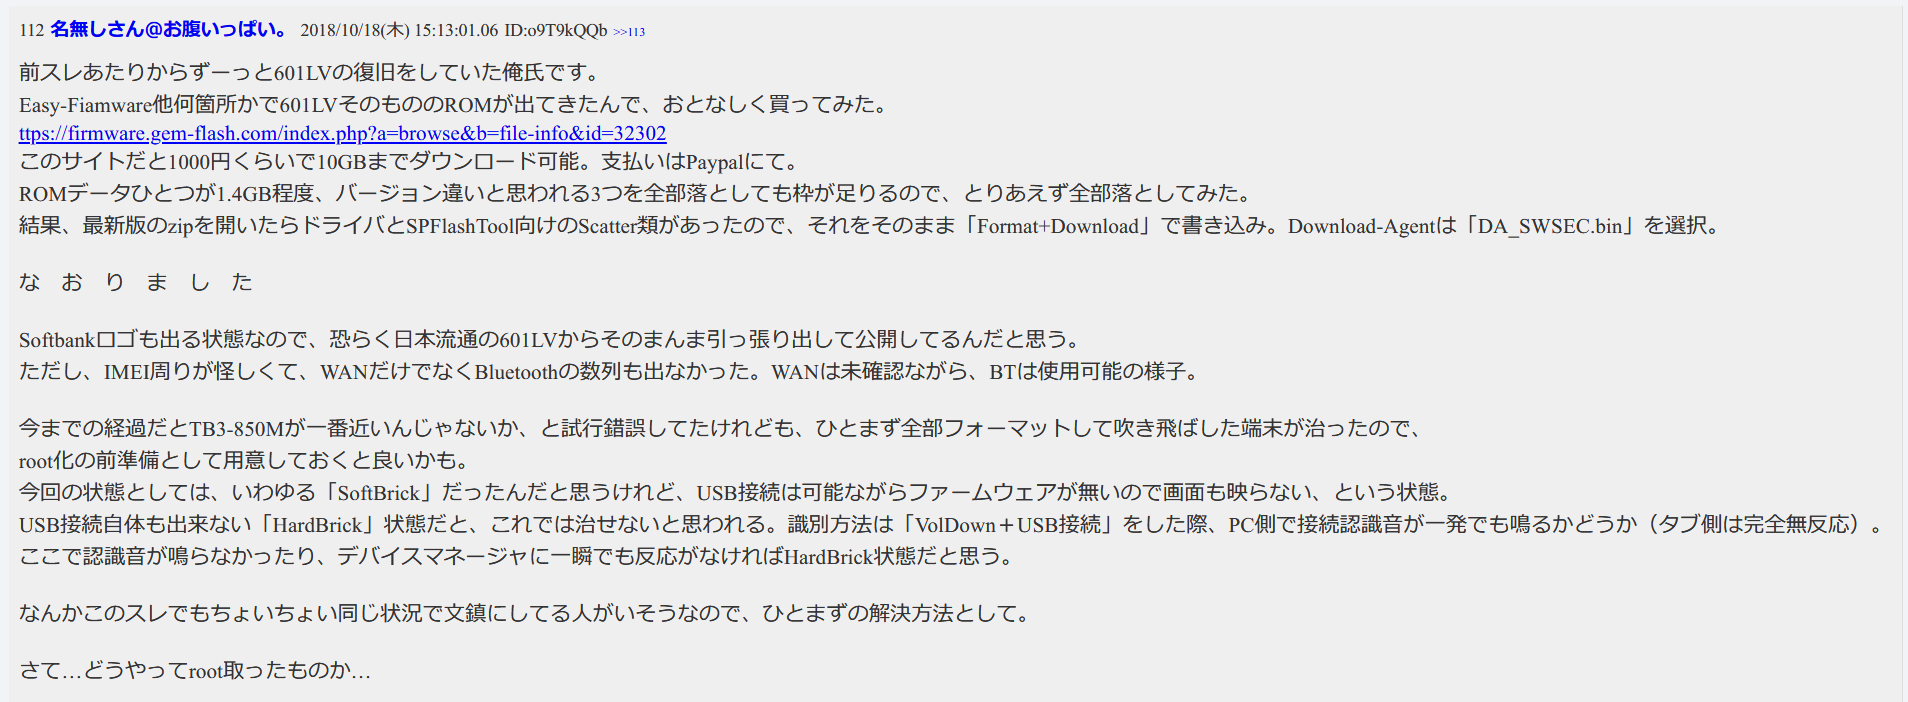 112 名無しさん@お腹いっぱい。 2018/10/18(木) 15:13:01.06 ID:o9T9kQQb >>113
前スレあたりからずーっと601LVの復旧をしていた俺氏です。
Easy-Fiamware他何箇所かで601LVそのもののROMが出てきたんで、おとなしく買ってみた。
ttps://firmware.gem-flash.com/index.php?a=browse&b=file-info&id=32302
このサイトだと1000円くらいで10GBまでダウンロード可能。支払いはPaypalにて。
ROMデータひとつが1.4GB程度、バージョン違いと思われる3つを全部落としても枠が足りるので、とりあえず全部落としてみた。
結果、最新版のzipを開いたらドライバとSPFlashTool向けのScatter類があったので、それをそのまま「Format+Download」で書き込み。Download-Agentは「DA_SWSEC.bin」を選択。
な　お　り　ま　し　た
Softbankロゴも出る状態なので、恐らく日本流通の601LVからそのまんま引っ張り出して公開してるんだと思う。
ただし、IMEI周りが怪しくて、WANだけでなくBluetoothの数列も出なかった。WANは未確認ながら、BTは使用可能の様子。
今までの経過だとTB3-850Mが一番近いんじゃないか、と試行錯誤してたけれども、ひとまず全部フォーマットして吹き飛ばした端末が治ったので、
root化の前準備として用意しておくと良いかも。
今回の状態としては、いわゆる「SoftBrick」だったんだと思うけれど、USB接続は可能ながらファームウェアが無いので画面も映らない、という状態。
USB接続自体も出来ない「HardBrick」状態だと、これでは治せないと思われる。識別方法は「VolDown＋USB接続」をした際、PC側で接続認識音が一発でも鳴るかどうか（タブ側は完全無反応）。
ここで認識音が鳴らなかったり、デバイスマネージャに一瞬でも反応がなければHardBrick状態だと思う。
なんかこのスレでもちょいちょい同じ状況で文鎮にしてる人がいそうなので、ひとまずの解決方法として。
さて…どうやってroot取ったものか…